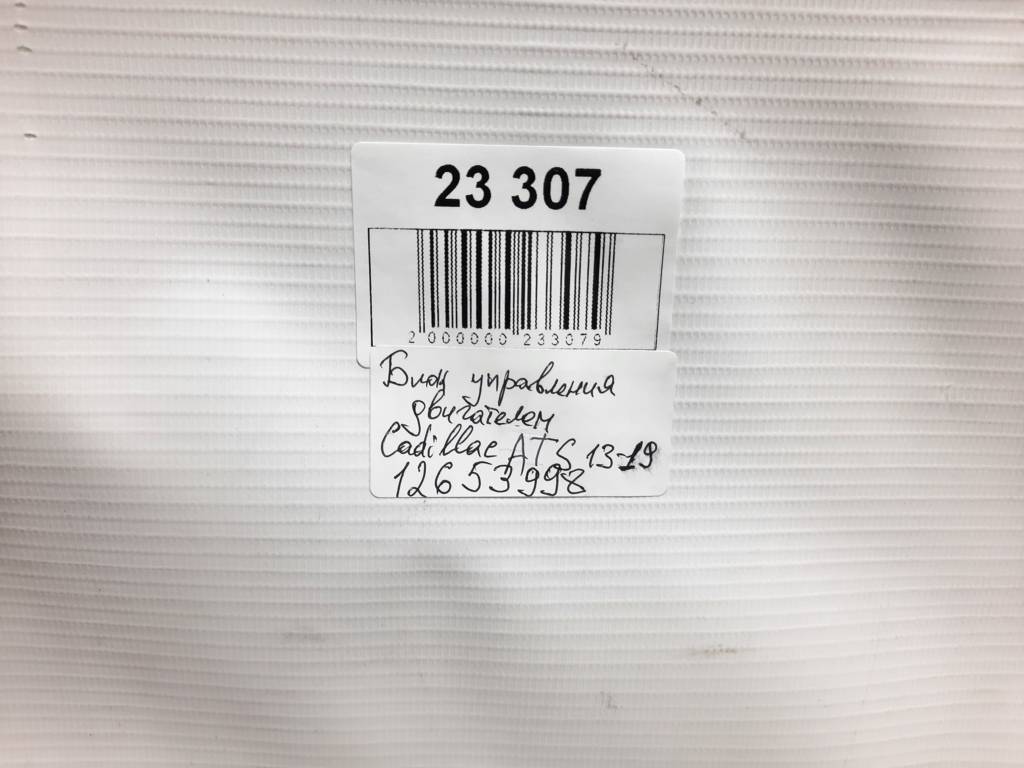 23 307
2 000000 233079
Блок управления
двигателем
Cadillac ATS 13-19
12653998